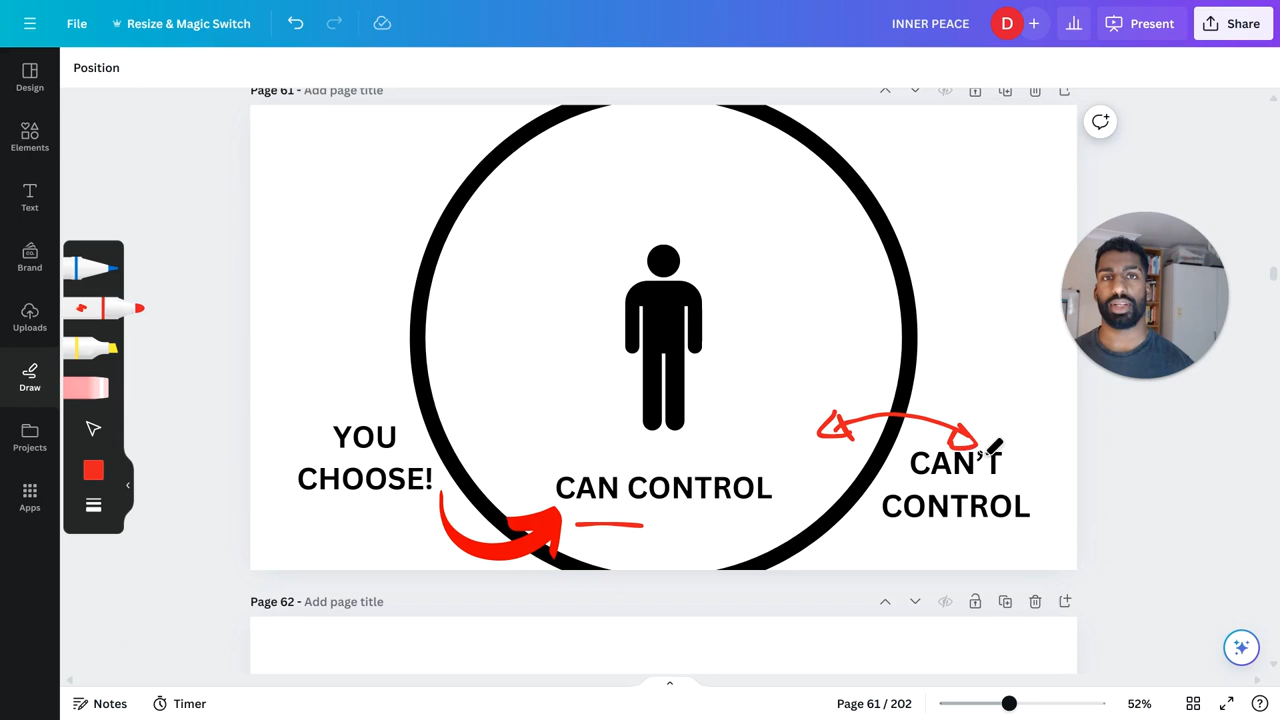 File
Resize & Magic Switch
INNER PEACE
D
Present
Share
Position
Design
Elements
Text
Brand
Uploads
Draw
Projects
Apps
Page 61 - Add page title
YOU
CHOOSE!
CAN CONTROL
CAN'T
CONTROL
Page 62 - Add page title
Notes
Timer
Page 61 / 202
52%